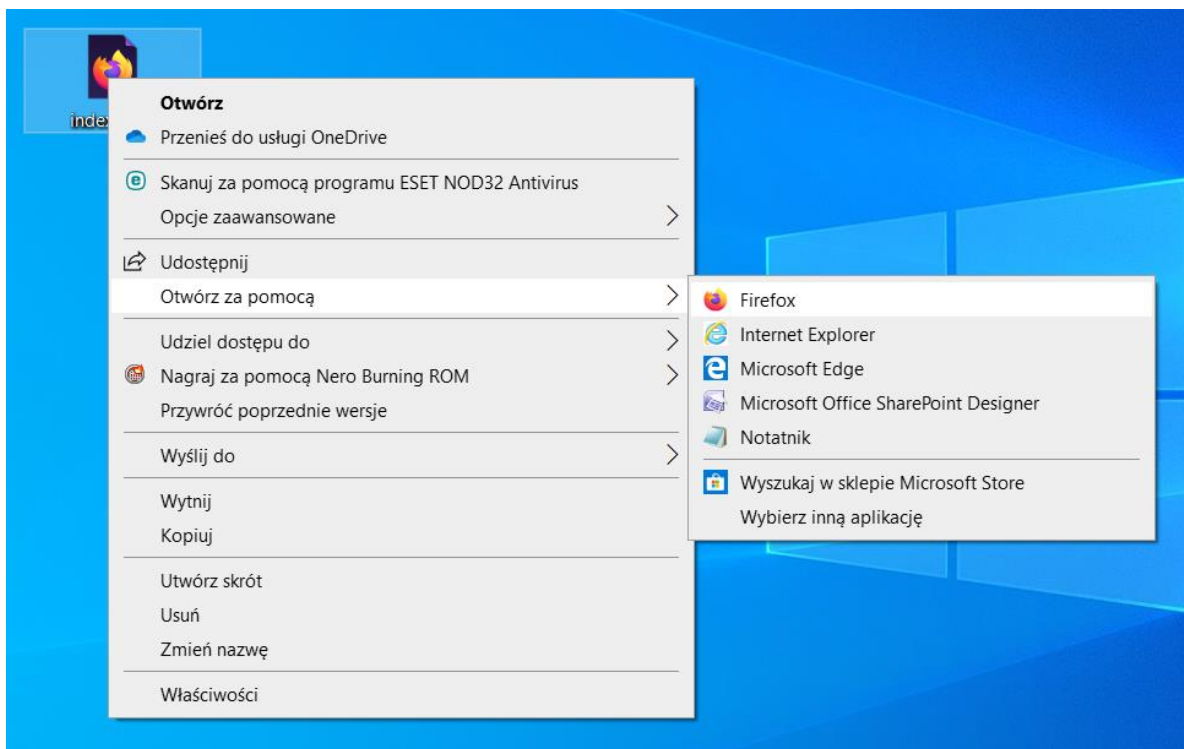 Otwórz
Przenieś do usługi OneDrive
Skanuj za pomocą programu ESET NOD32 Antivirus
Opcje zaawansowane
Udostępnij
Otwórz za pomocą
Udziel dostępu do
Nagraj za pomocą Nero Burning ROM
Przywróć poprzednie wersje
Wyślij do
Wytnij
Kopiuj
Utwórz skrót
Usuń
Zmień nazwę
Właściwości
Firefox
Internet Explorer
Microsoft Edge
Microsoft Office SharePoint Designer
Notatnik
Wyszukaj w sklepie Microsoft Store
Wybierz inną aplikację